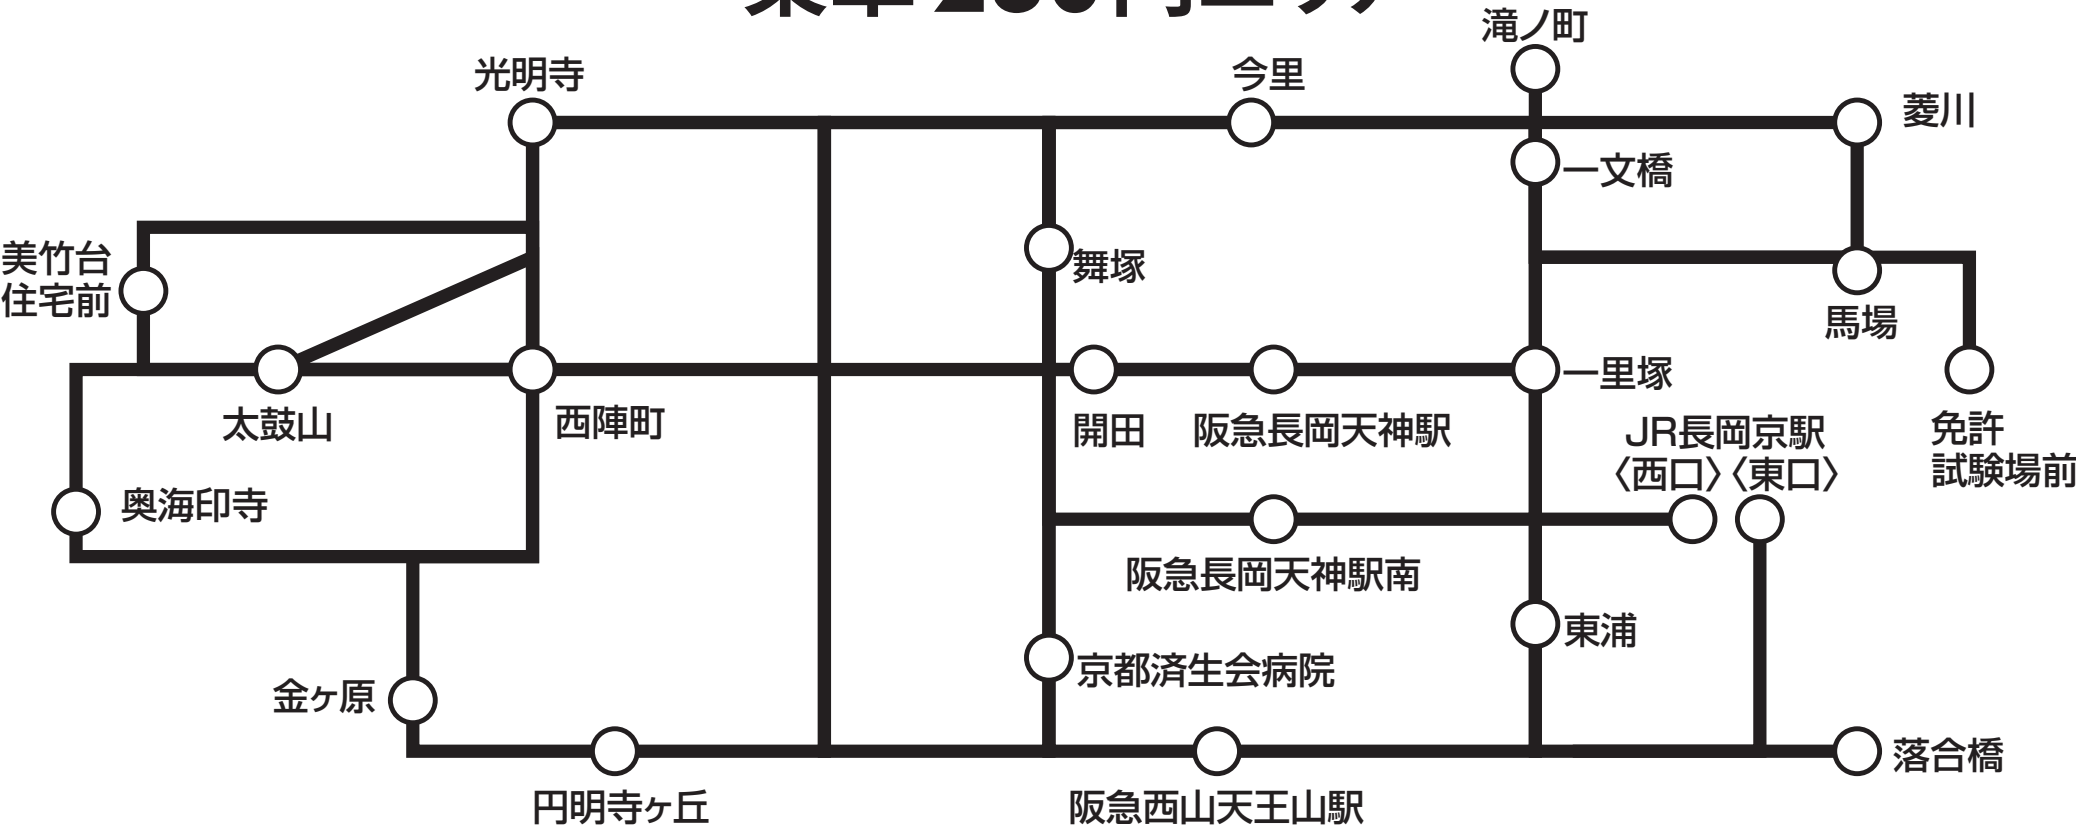 滝ノ町
光明寺
今里
菱川
一文橋
美竹台
住宅前
舞塚
馬場
一里塚
太鼓山
西陣町
開田
阪急長岡天神駅
JR長岡京駅
〈西口〉〈東口〉
免許
試験場前
奥海印寺
阪急長岡天神駅南
東浦
京都済生会病院
金ヶ原
落合橋
円明寺ヶ丘
阪急西山天王山駅